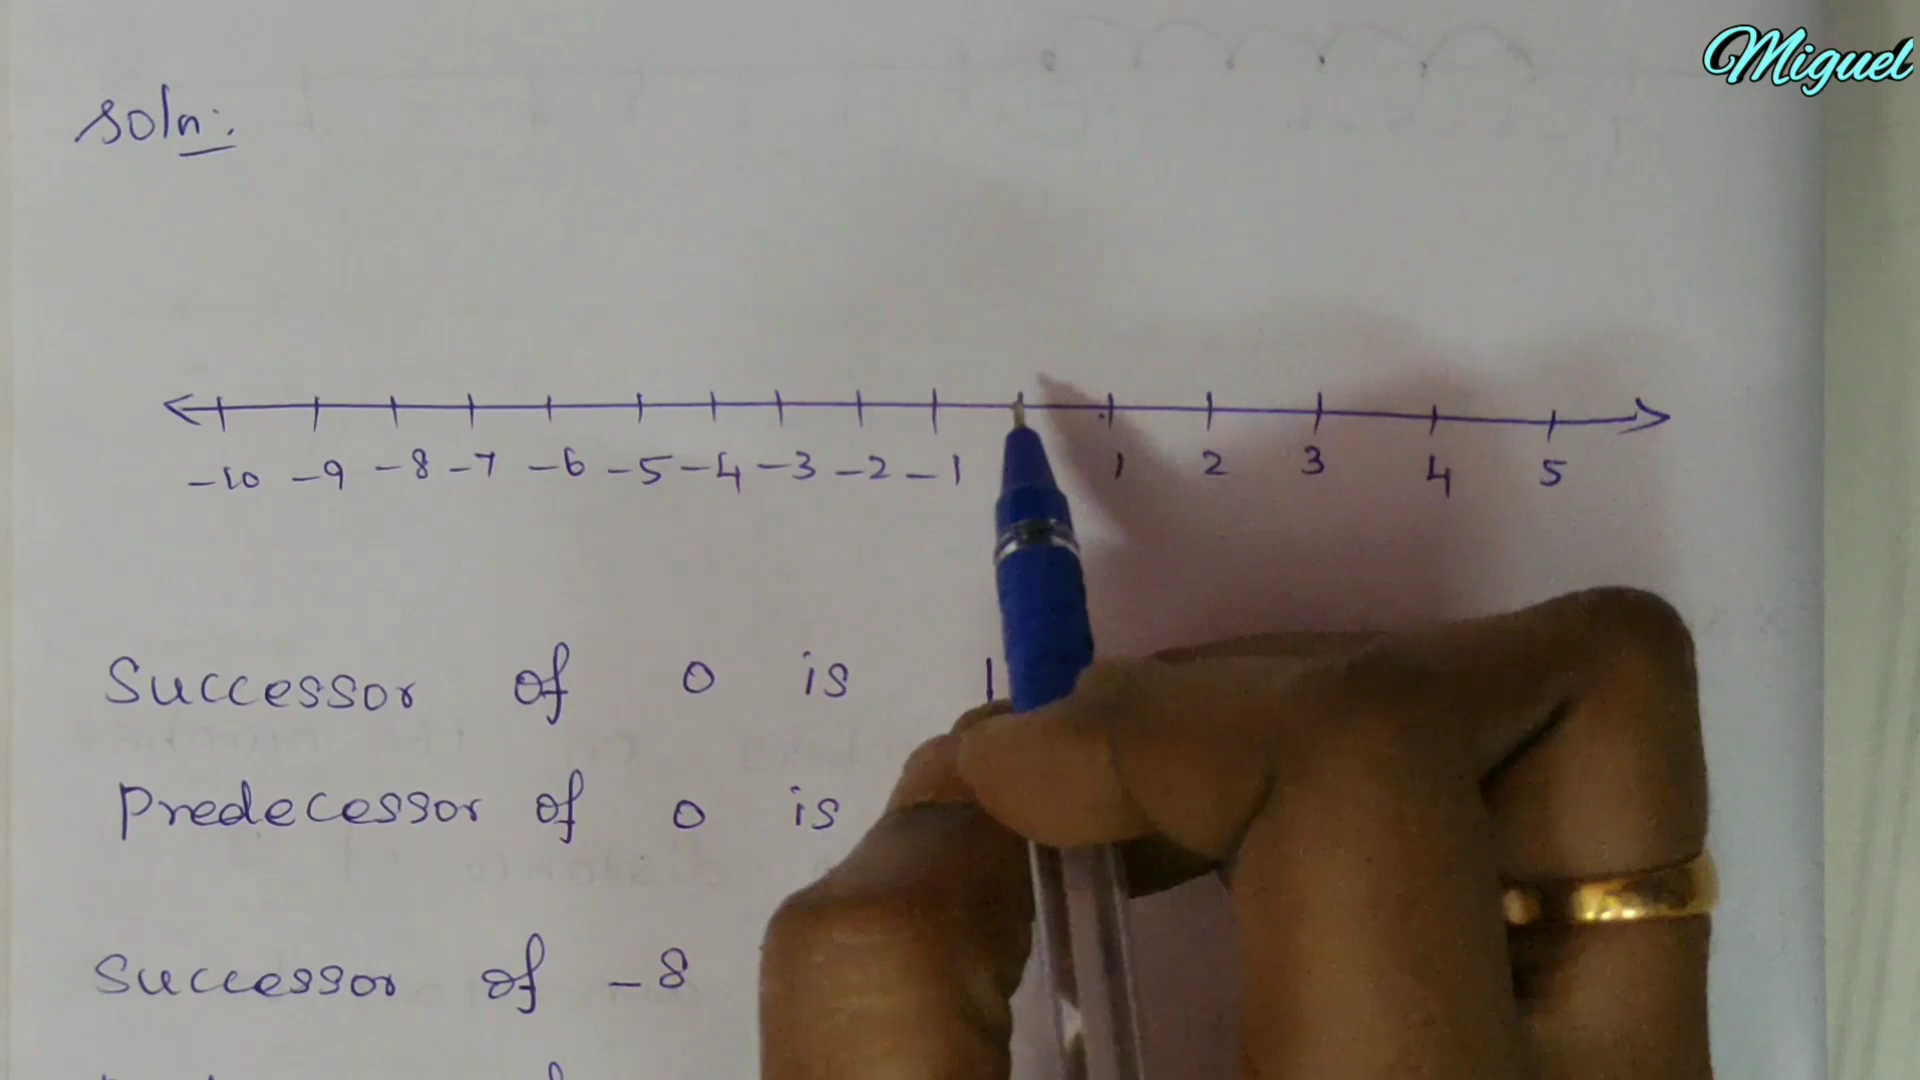 Miguel
soln:
-10 -9 -8 -7 -6 -5 -4 -3 -2 -1 1 2 3 4 5
Successor of 0 is 1
Predecessor of 0 is
Successor of -8